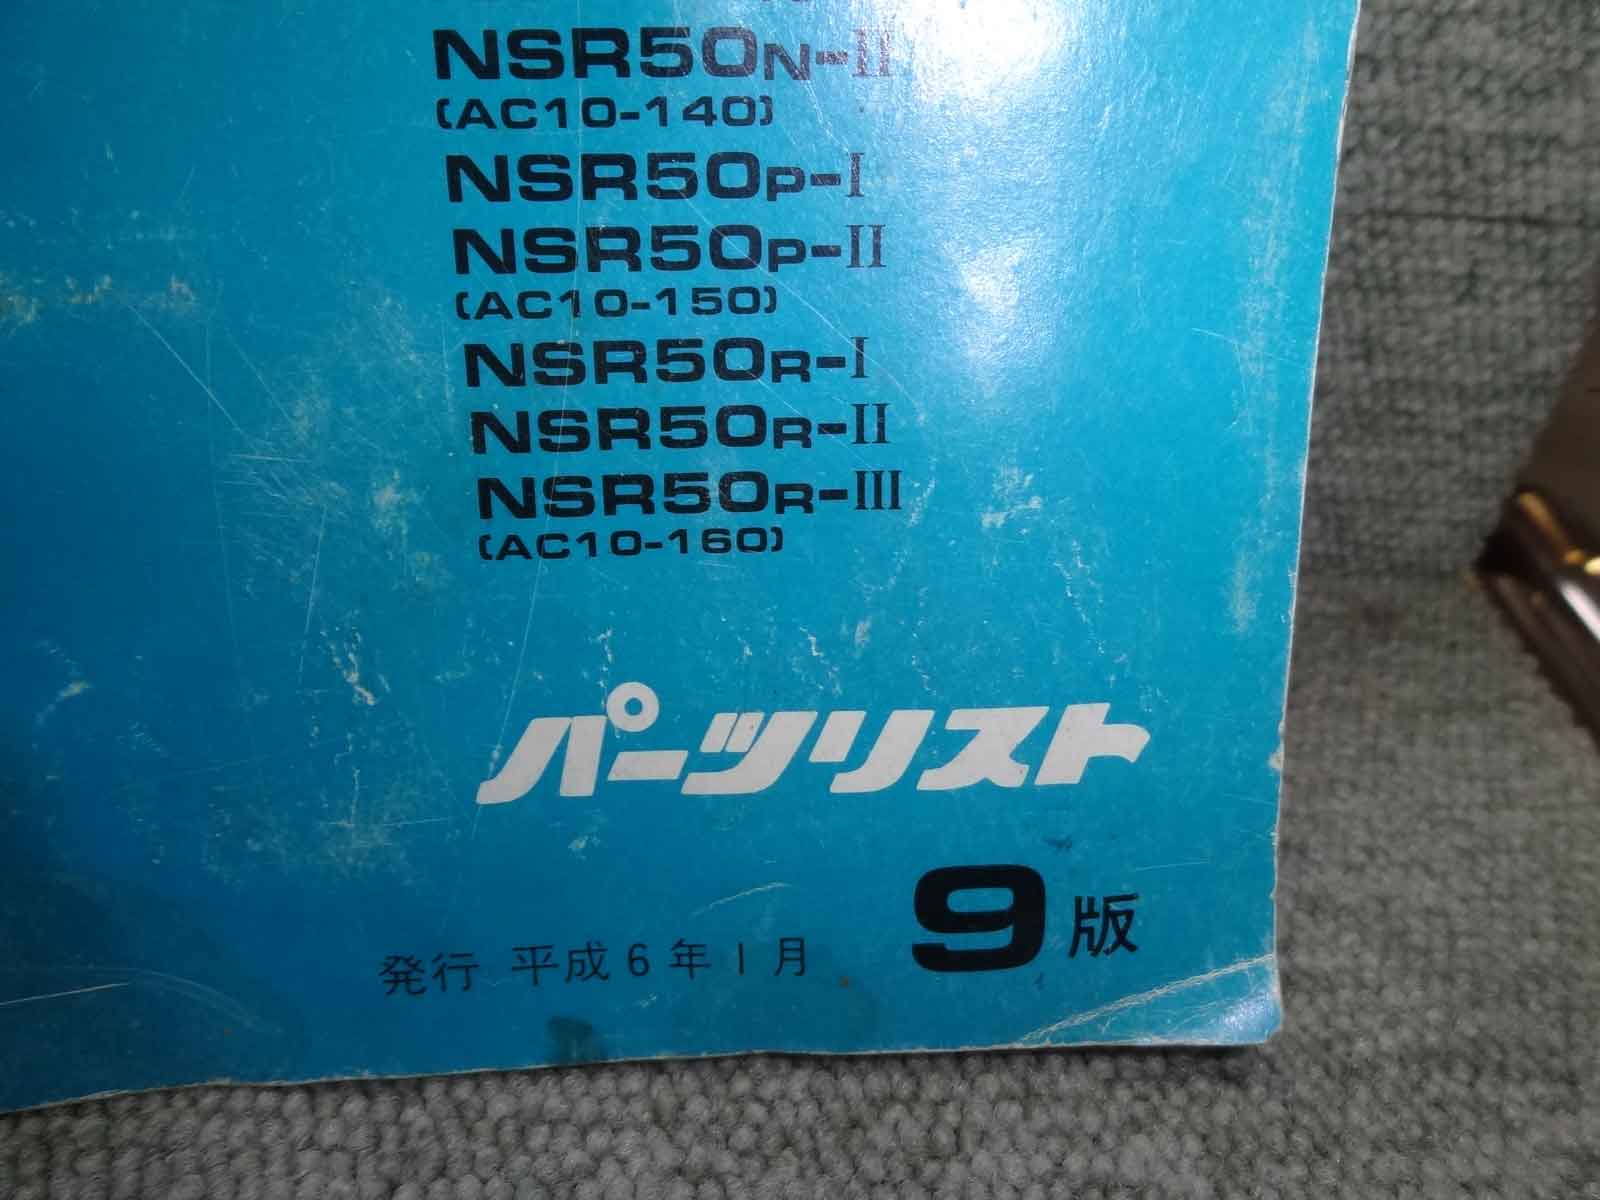 NSR50N-II
(AC10-140)
NSR50P-I
NSR50P-II
(AC10-150)
NSR50R-I
NSR50R-II
NSR50R-III
(AC10-160)
パーツリスト
9版
発行 平成6年1月